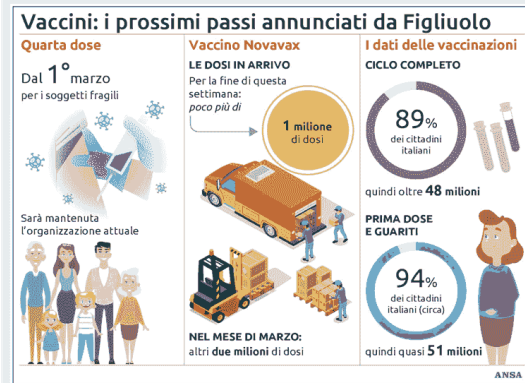 Vaccini: i prossimi passi annunciati da Figliuolo
Quarta dose
Dal 1° marzo
per i soggetti fragili
Sarà mantenuta
l'organizzazione attuale
Vaccino Novavax
LE DOSI IN ARRIVO
Per la fine di questa
settimana:
poco più di
1 milione
di dosi
NEL MESE DI MARZO:
altri due milioni di dosi
I dati delle vaccinazioni
CICLO COMPLETO
89%
dei cittadini
italiani
quindi oltre 48 milioni
PRIMA DOSE
E GUARITI
94%
dei cittadini
italiani (circa)
quindi quasi 51 milioni
ANSA